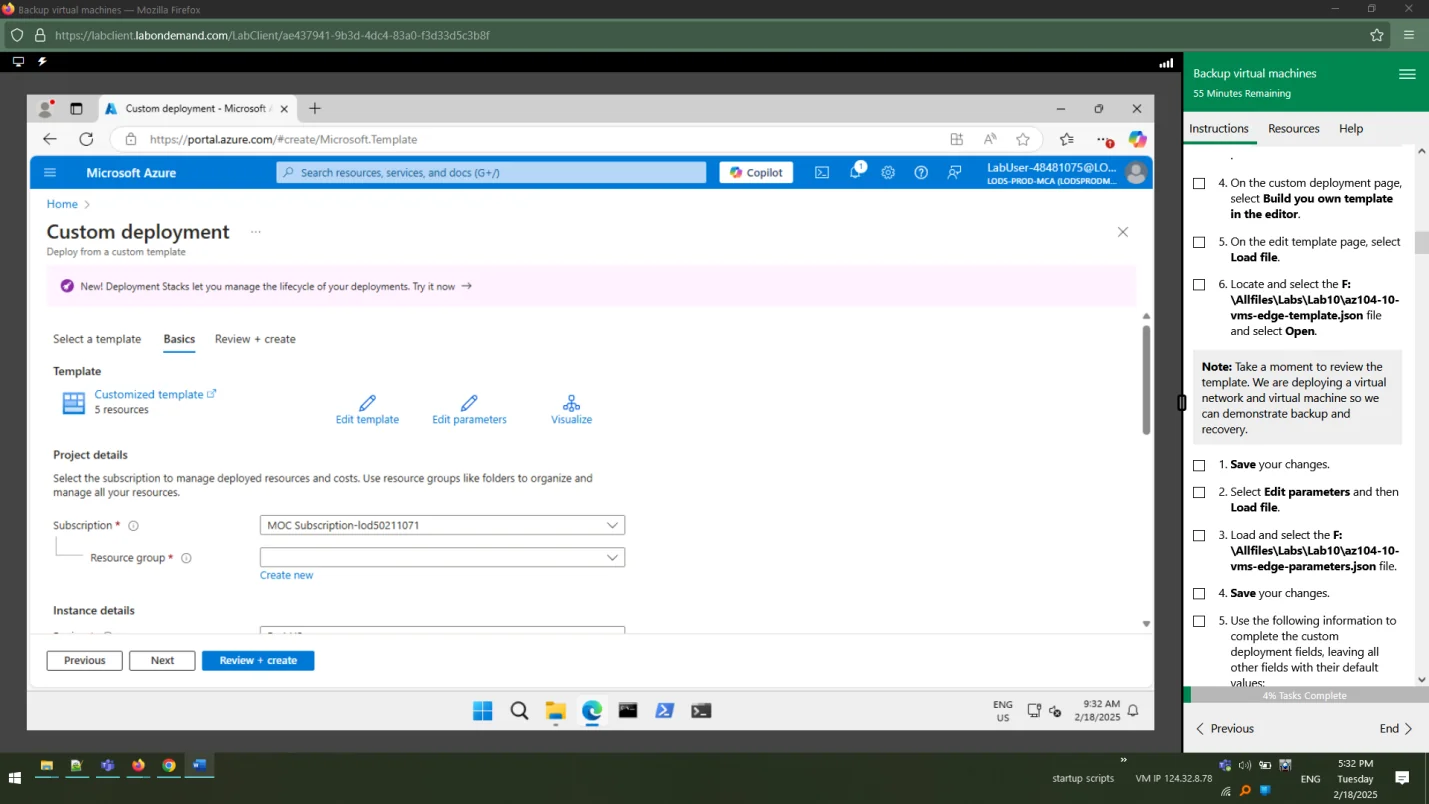 Backup virtual machines — Mozilla Firefox
https://labclient.labondemand.com/LabClient/ae437941-9b3d-4dc4-83a0-f3d33d5c3b8f
Custom deployment - Microsoft A
https://portal.azure.com/#create/Microsoft.Template
Microsoft Azure
Search resources, services, and docs (G+/)
Copilot
1
LabUser-48481075@LO...
LODS-PROD-MCA (LODSPRODM...
Home
Custom deployment
...
Deploy from a custom template
New! Deployment Stacks let you manage the lifecycle of your deployments. Try it now →
Select a template
Basics
Review + create
Template
Customized template
5 resources
Edit template
Edit parameters
Visualize
Project details
Select the subscription to manage deployed resources and costs. Use resource groups like folders to organize and
manage all your resources.
Subscription *
MOC Subscription-lod50211071
Resource group *
Create new
Instance details
Previous
Next
Review + create
ENG
US
9:32 AM
2/18/2025
Backup virtual machines
55 Minutes Remaining
Instructions
Resources
Help
.
4. On the custom deployment page,
select Build you own template
in the editor.
5. On the edit template page, select
Load file.
6. Locate and select the F:
\Allfiles\Labs\Lab10\az104-10-
vms-edge-template.json file
and select Open.
Note: Take a moment to review the
template. We are deploying a virtual
network and virtual machine so we
can demonstrate backup and
recovery.
1. Save your changes.
2. Select Edit parameters and then
Load file.
3. Load and select the F:
\Allfiles\Labs\Lab10\az104-10-
vms-edge-parameters.json file.
4. Save your changes.
5. Use the following information to
complete the custom
deployment fields, leaving all
other fields with their default
values:
4% Tasks Complete
Previous
End
startup scripts
»
VM IP 124.32.8.78
ENG
5:32 PM
Tuesday
2/18/2025